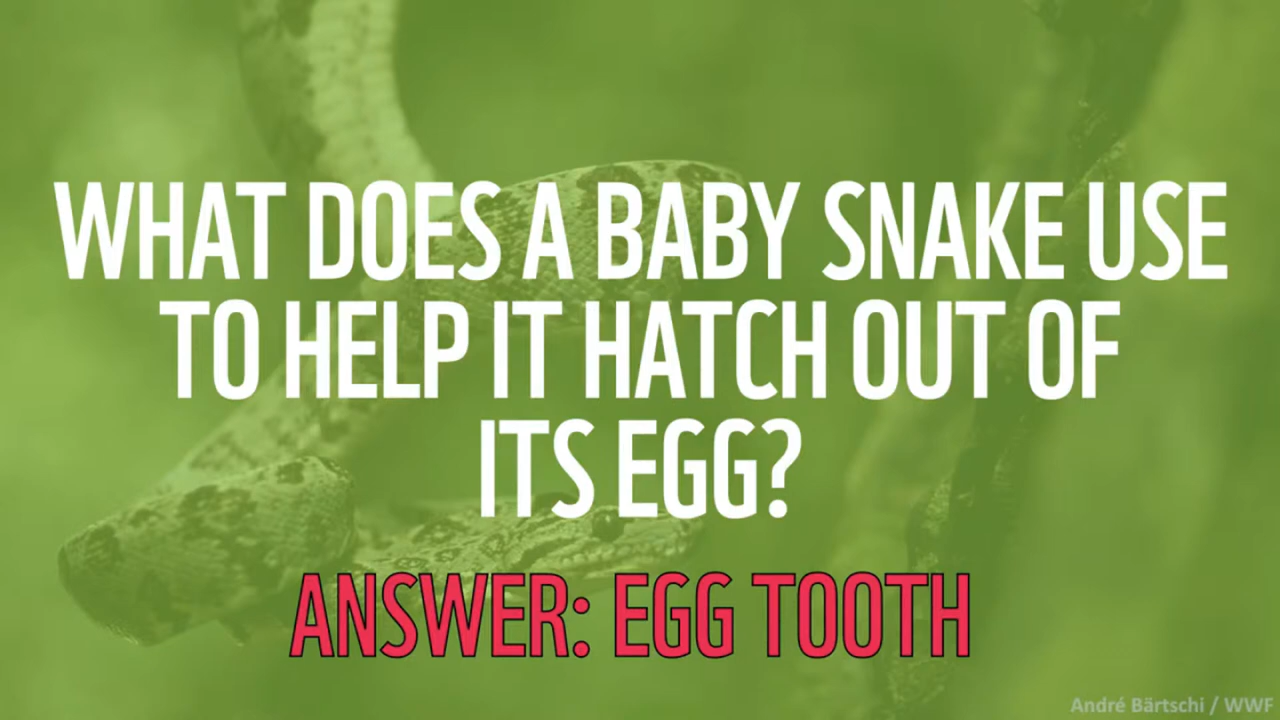 WHAT DOES A BABY SNAKE USE
TO HELP IT HATCH OUT OF
ITS EGG?
ANSWER: EGG TOOTH
André Bärtschi / WWF